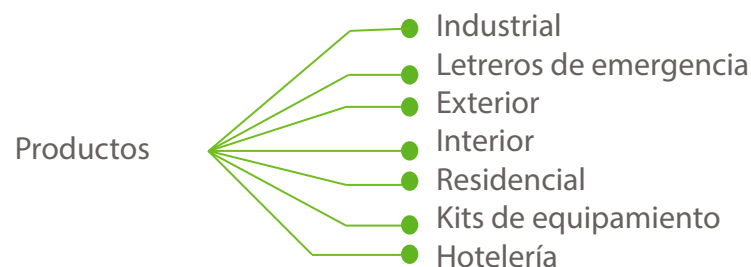 Productos
Industrial
Letreros de emergencia
Exterior
Interior
Residencial
Kits de equipamiento
Hotelería